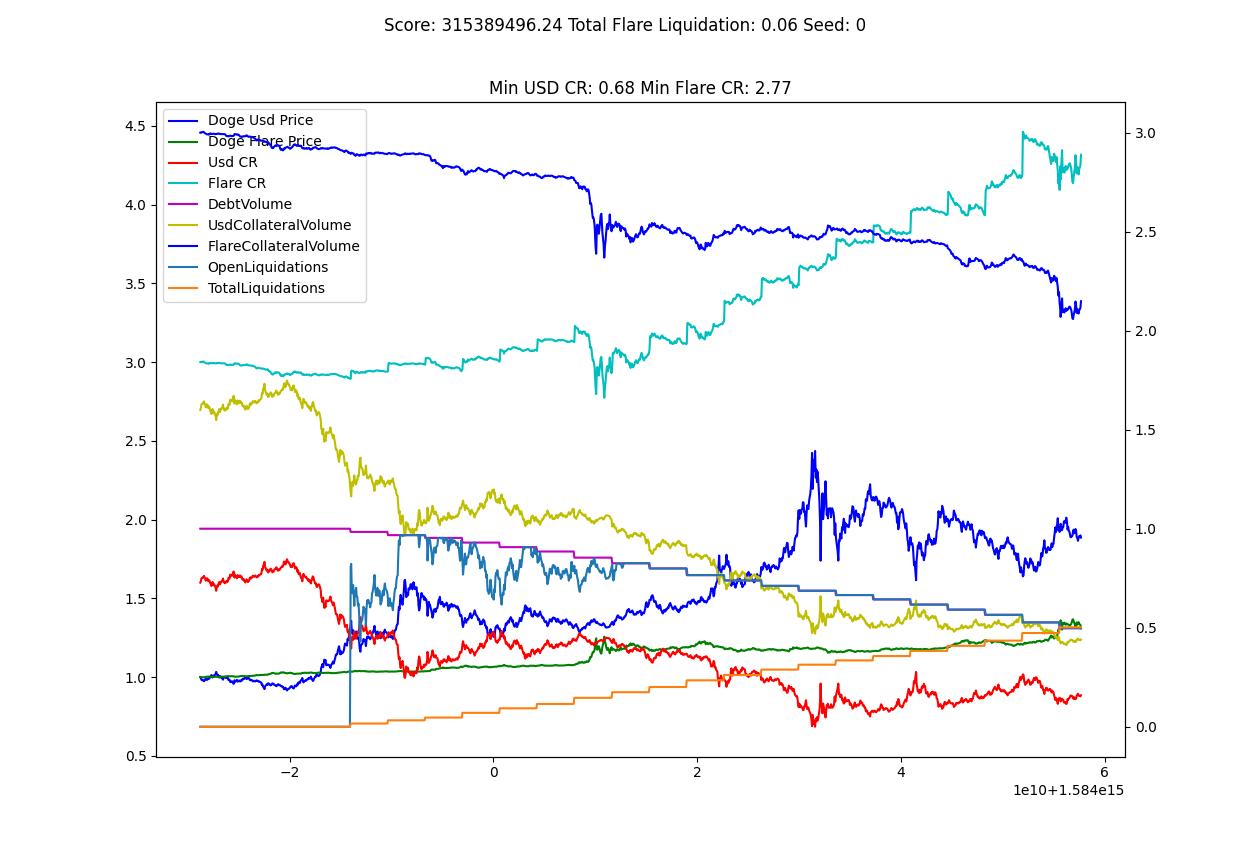 Score: 315389496.24 Total Flare Liquidation: 0.06 Seed: 0
Min USD CR: 0.68 Min Flare CR: 2.77
Doge Usd Price
Doge Flare Price
Usd CR
Flare CR
DebtVolume
UsdCollateralVolume
FlareCollateralVolume
OpenLiquidations
TotalLiquidations
4.5
4.0
3.5
3.0
2.5
2.0
1.5
1.0
0.5
3.0
2.5
2.0
1.5
1.0
0.5
0.0
−2 0 2 4 6
1e10+1.584e15